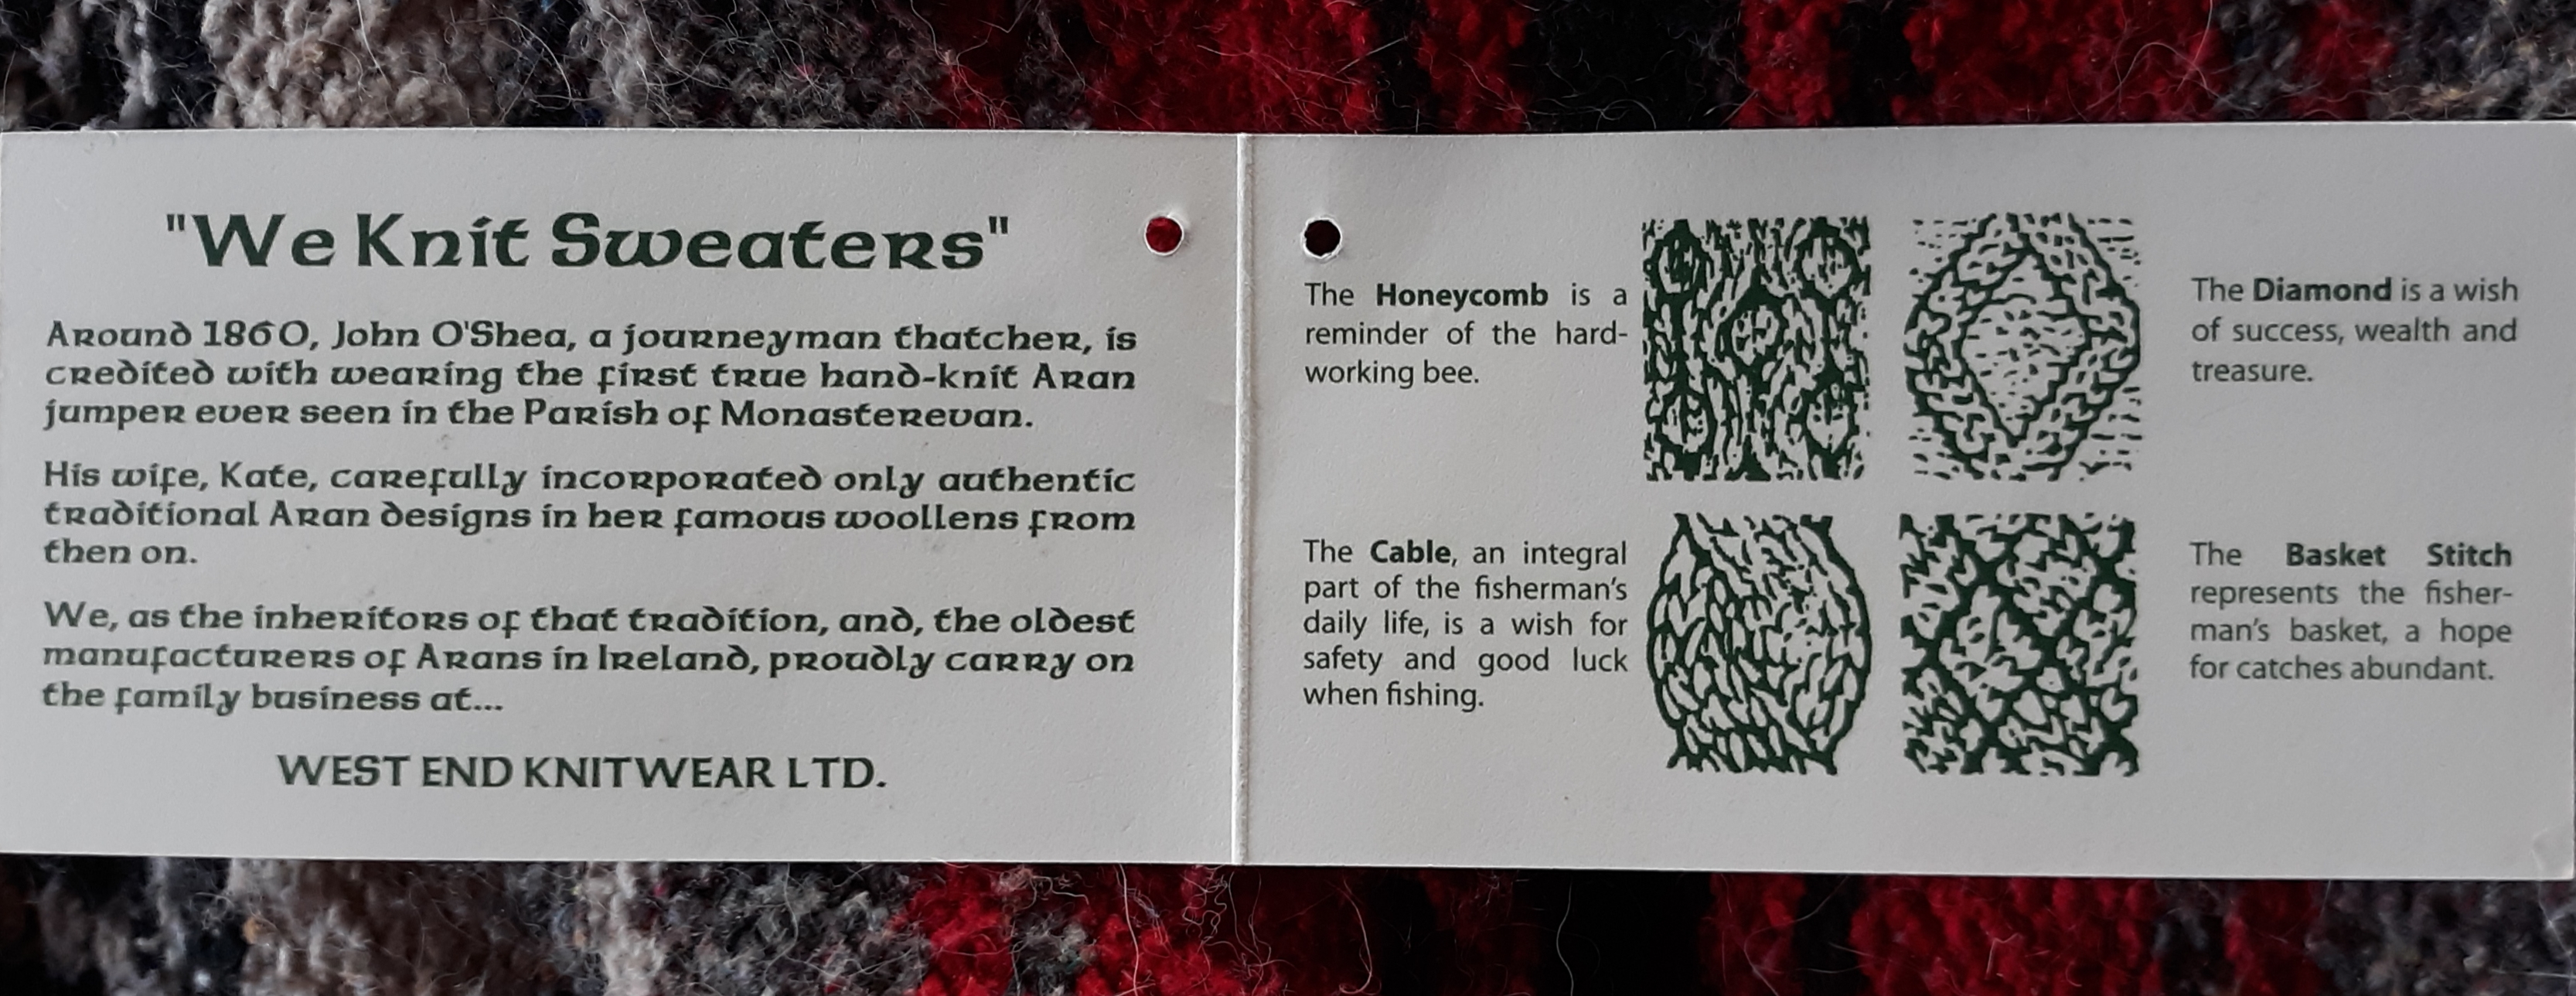 "We Knit Sweaters"
Around 1860, John O'Shea, a journeyman thatcher, is
credited with wearing the first true hand-knit Aran
jumper ever seen in the Parish of Monasterevan.
His wife, Kate, carefully incorporated only authentic
traditional Aran designs in her famous woollens from
then on.
We, as the inheritors of that tradition, and, the oldest
manufacturers of Arans in Ireland, proudly carry on
the family business at...
WEST END KNITWEAR LTD.
The Honeycomb is a
reminder of the hard-
working bee.
The Diamond is a wish
of success, wealth and
treasure.
The Cable, an integral
part of the fisherman's
daily life, is a wish for
safety and good luck
when fishing.
The Basket Stitch
represents the fisher-
man's basket, a hope
for catches abundant.